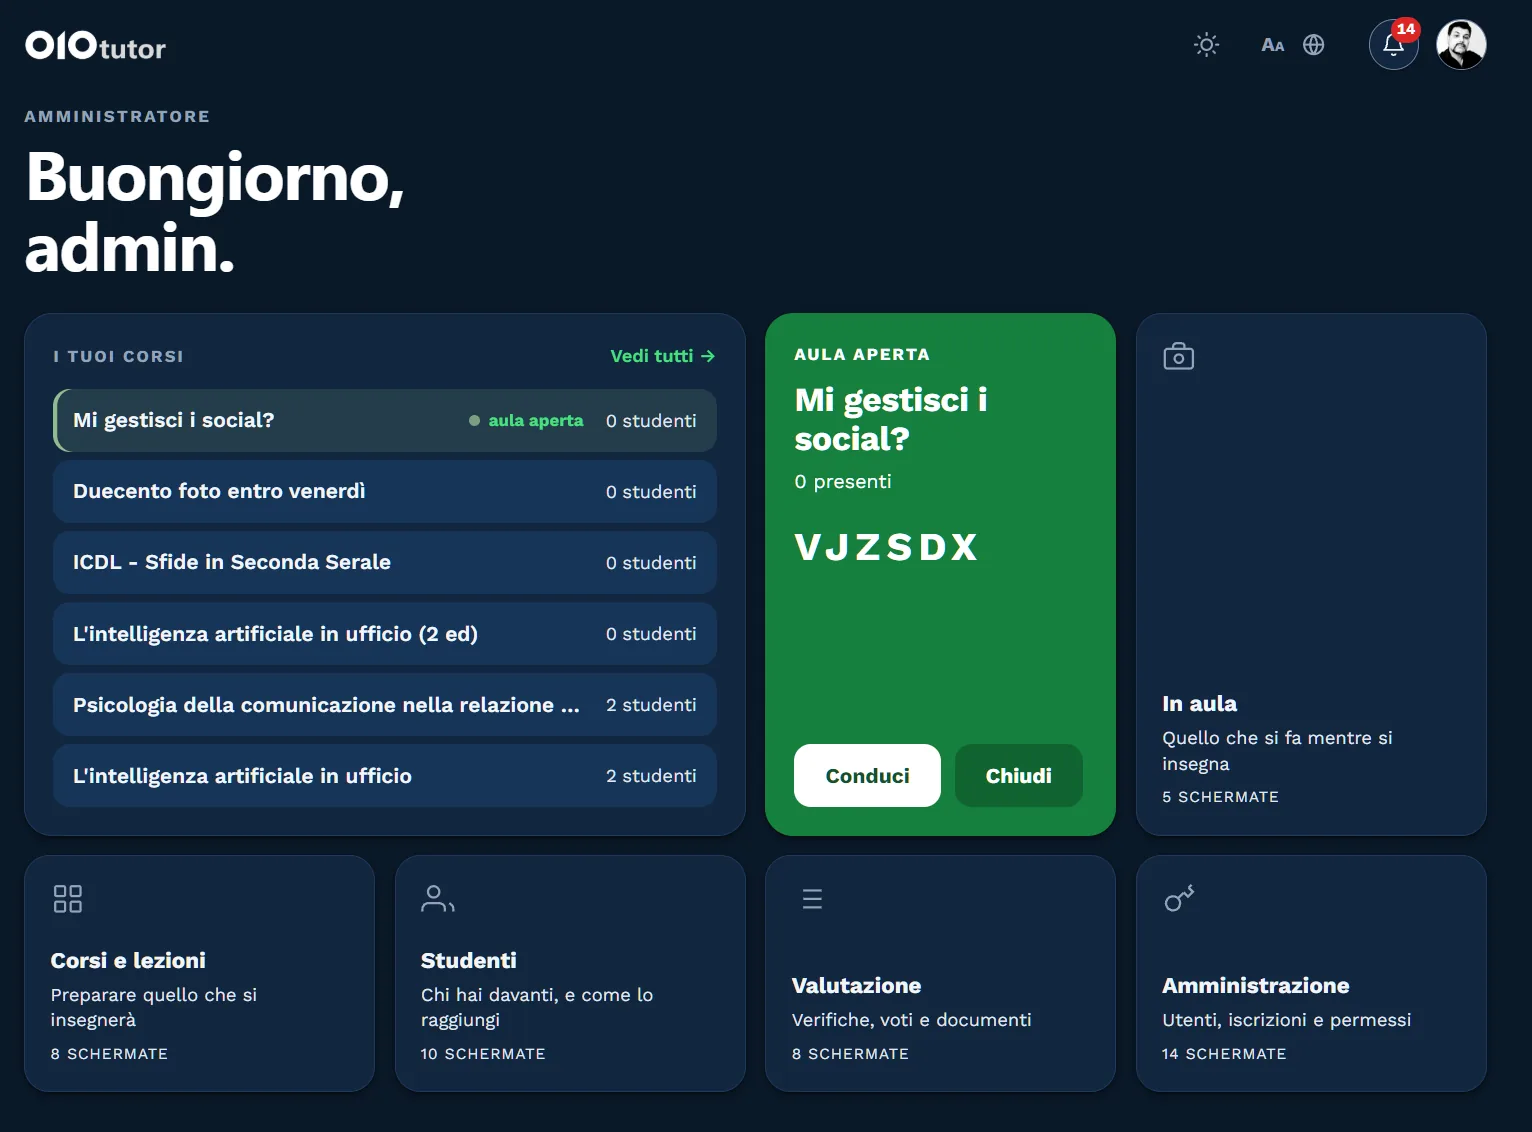 O10tutor
AA
14
AMMINISTRATORE
Buongiorno,
admin.
I TUOI CORSI
Vedi tutti →
Mi gestisci i social?
aula aperta
0 studenti
Duecento foto entro venerdì
0 studenti
ICDL - Sfide in Seconda Serale
0 studenti
L'intelligenza artificiale in ufficio (2 ed)
0 studenti
Psicologia della comunicazione nella relazione ...
2 studenti
L'intelligenza artificiale in ufficio
2 studenti
AULA APERTA
Mi gestisci i
social?
0 presenti
VJZSDX
Conduci
Chiudi
In aula
Quello che si fa mentre si
insegna
5 SCHERMATE
Corsi e lezioni
Preparare quello che si
insegnerà
8 SCHERMATE
Studenti
Chi hai davanti, e come lo
raggiungi
10 SCHERMATE
Valutazione
Verifiche, voti e documenti
8 SCHERMATE
Amministrazione
Utenti, iscrizioni e permessi
14 SCHERMATE